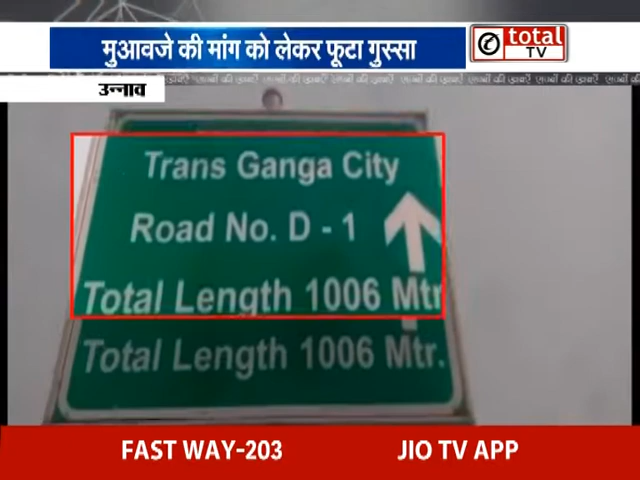 मुआवजे की मांग को लेकर फूटा गुस्सा
total
TV
उन्नाव
Trans Ganga City
Road No. D - 1
Total Length 1006 Mtr
Total Length 1006 Mtr.
FAST WAY-203
JIO TV APP